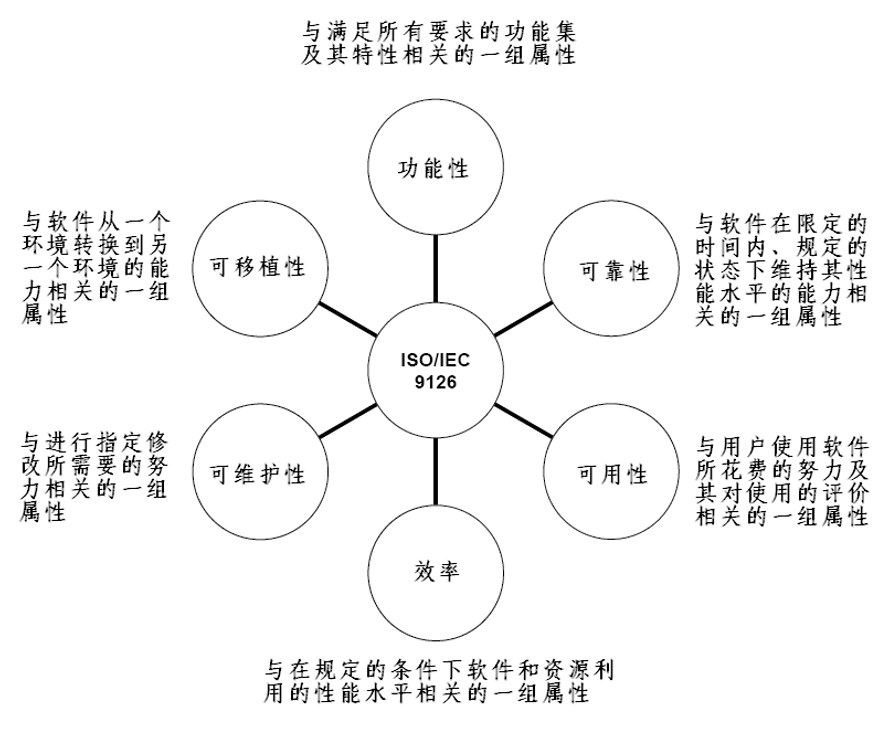 与满足所有要求的功能集
及其特性相关的一组属性
功能性
与软件从一个
环境转换到另
一个环境的能
力相关的一组
属性
可移植性
可靠性
与软件在限定的
时间内、规定的
状态下维持其性
能水平的能力相
关的一组属性
ISO/IEC
9126
与进行指定修
改所需要的努
力相关的一组
属性
可维护性
可用性
与用户使用软件
所花费的努力及
其对使用的评价
相关的一组属性
效率
与在规定的条件下软件和资源利
用的性能水平相关的一组属性